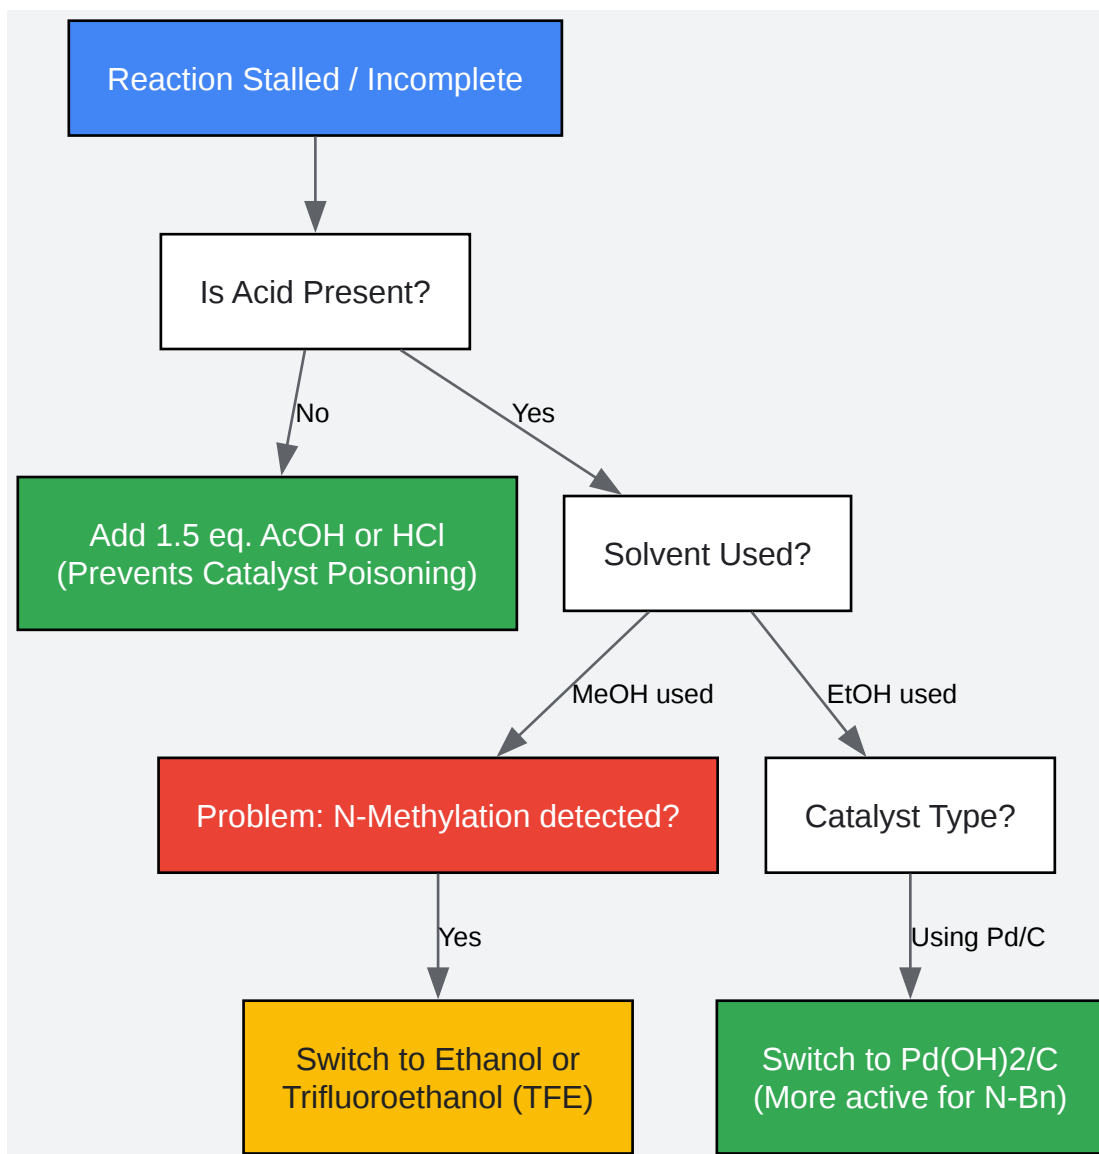 Reaction Stalled / Incomplete
Is Acid Present?
No
Yes
Add 1.5 eq. AcOH or HCl
(Prevents Catalyst Poisoning)
Solvent Used?
MeOH used
EtOH used
Problem: N-Methylation detected?
Catalyst Type?
Yes
Using Pd/C
Switch to Ethanol or
Trifluoroethanol (TFE)
Switch to Pd(OH)2/C
(More active for N-Bn)